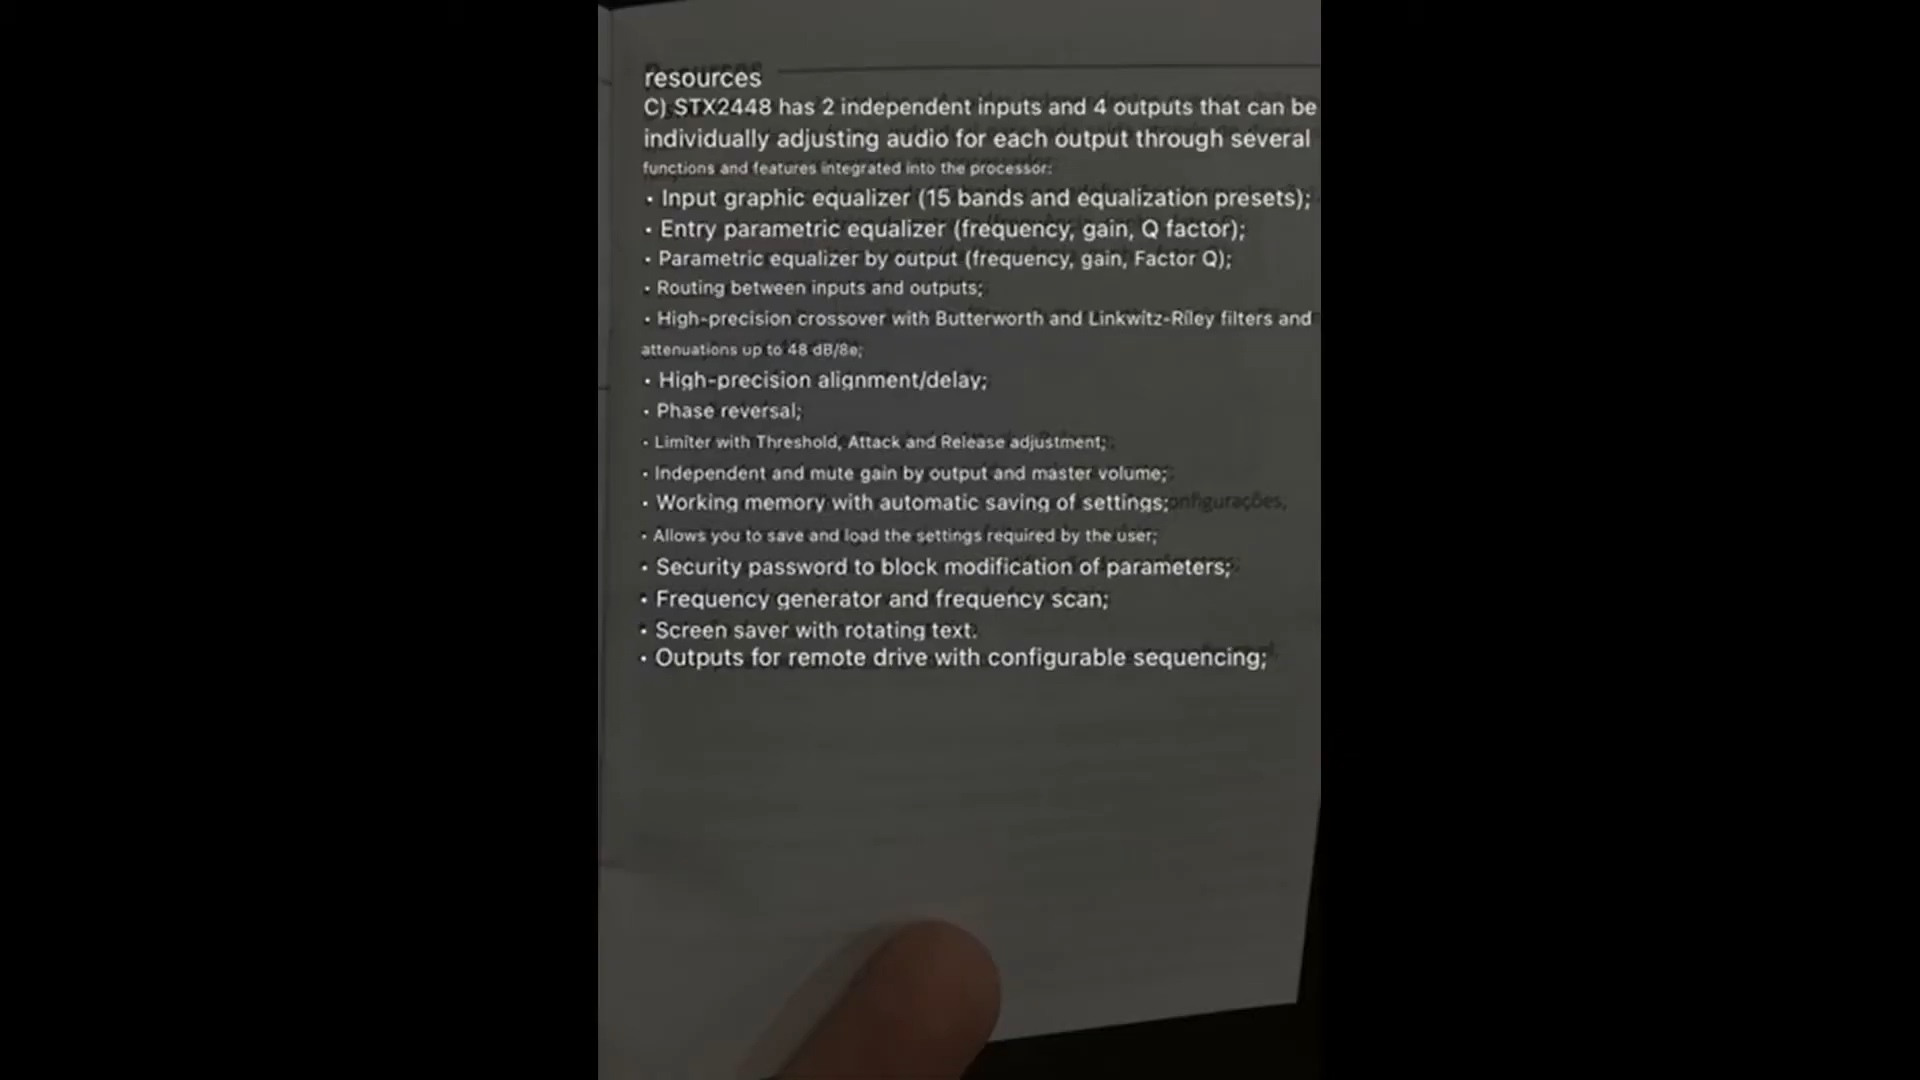 resources
C) STX2448 has 2 independent inputs and 4 outputs that can be
individually adjusting audio for each output through several
functions and features integrated into the processor:
• Input graphic equalizer (15 bands and equalization presets);
• Entry parametric equalizer (frequency, gain, Q factor);
• Parametric equalizer by output (frequency, gain, Factor Q);
• Routing between inputs and outputs;
• High-precision crossover with Butterworth and Linkwitz-Riley filters and
attenuations up to 48 dB/8e;
• High-precision alignment/delay;
• Phase reversal;
• Limiter with Threshold, Attack and Release adjustment;
• Independent and mute gain by output and master volume;
• Working memory with automatic saving of settings; onfigurações,
• Allows you to save and load the settings required by the user;
• Security password to block modification of parameters;
• Frequency generator and frequency scan;
• Screen saver with rotating text.
• Outputs for remote drive with configurable sequencing;